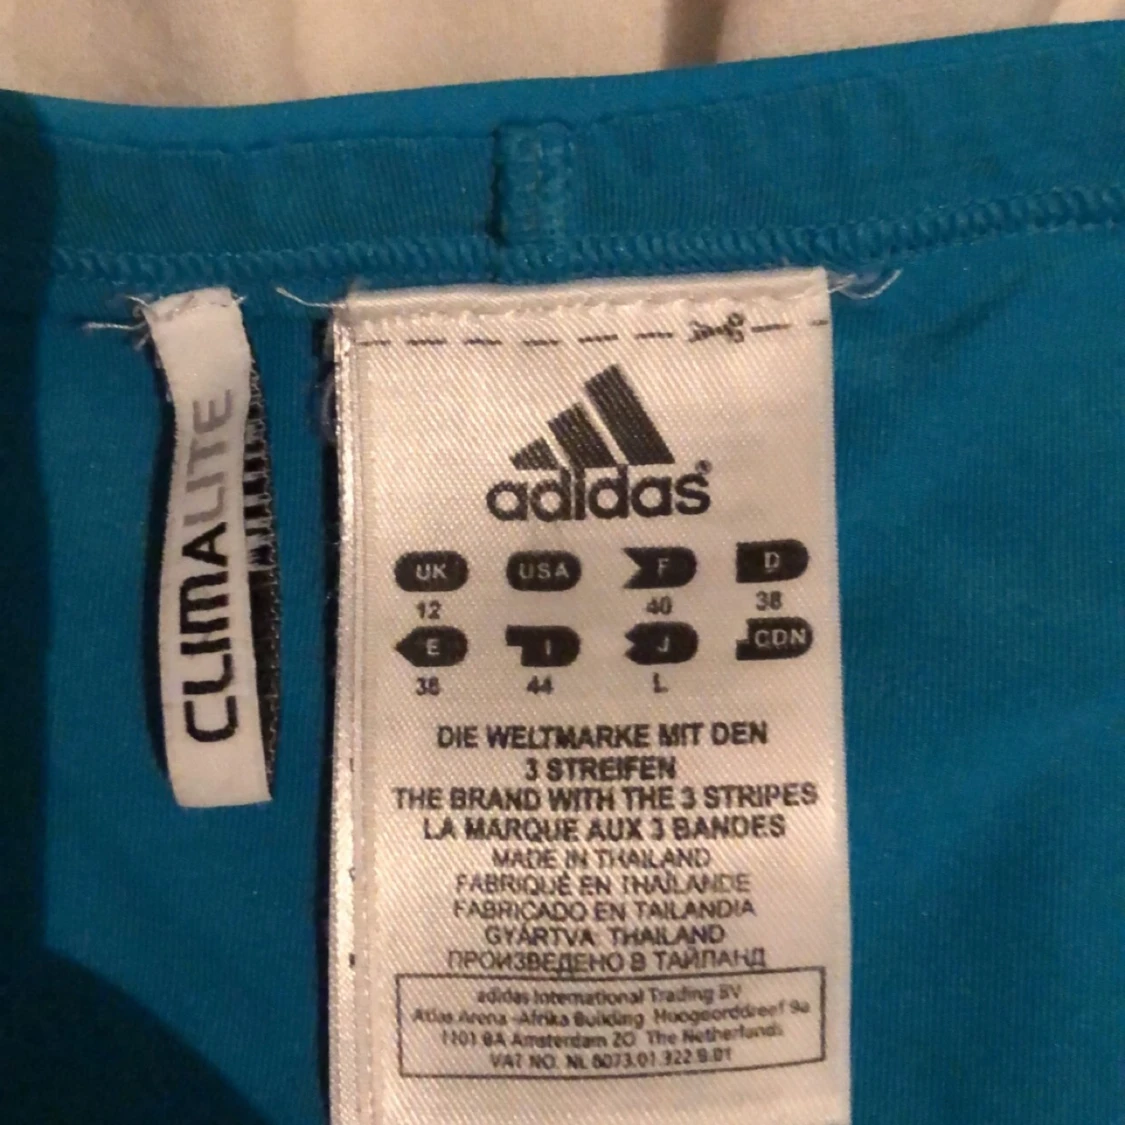 CLIMALITE
adidas®
UK USA F D
12 40 38
E I J CDN
38 44 L
DIE WELTMARKE MIT DEN
3 STREIFEN
THE BRAND WITH THE 3 STRIPES
LA MARQUE AUX 3 BANDES
MADE IN THAILAND
FABRIQUÉ EN THAÏLANDE
FABRICADO EN TAILANDIA
GYÁRTVA: THAILAND
ПРОИЗВЕДЕНО В ТАЙЛАНД
adidas International Trading BV
Atlas Arena -Afrika Building Hoogoorddreef 9a
1101 BA Amsterdam ZO The Netherlands
VAT NO. NL 8073.01.322.B.01